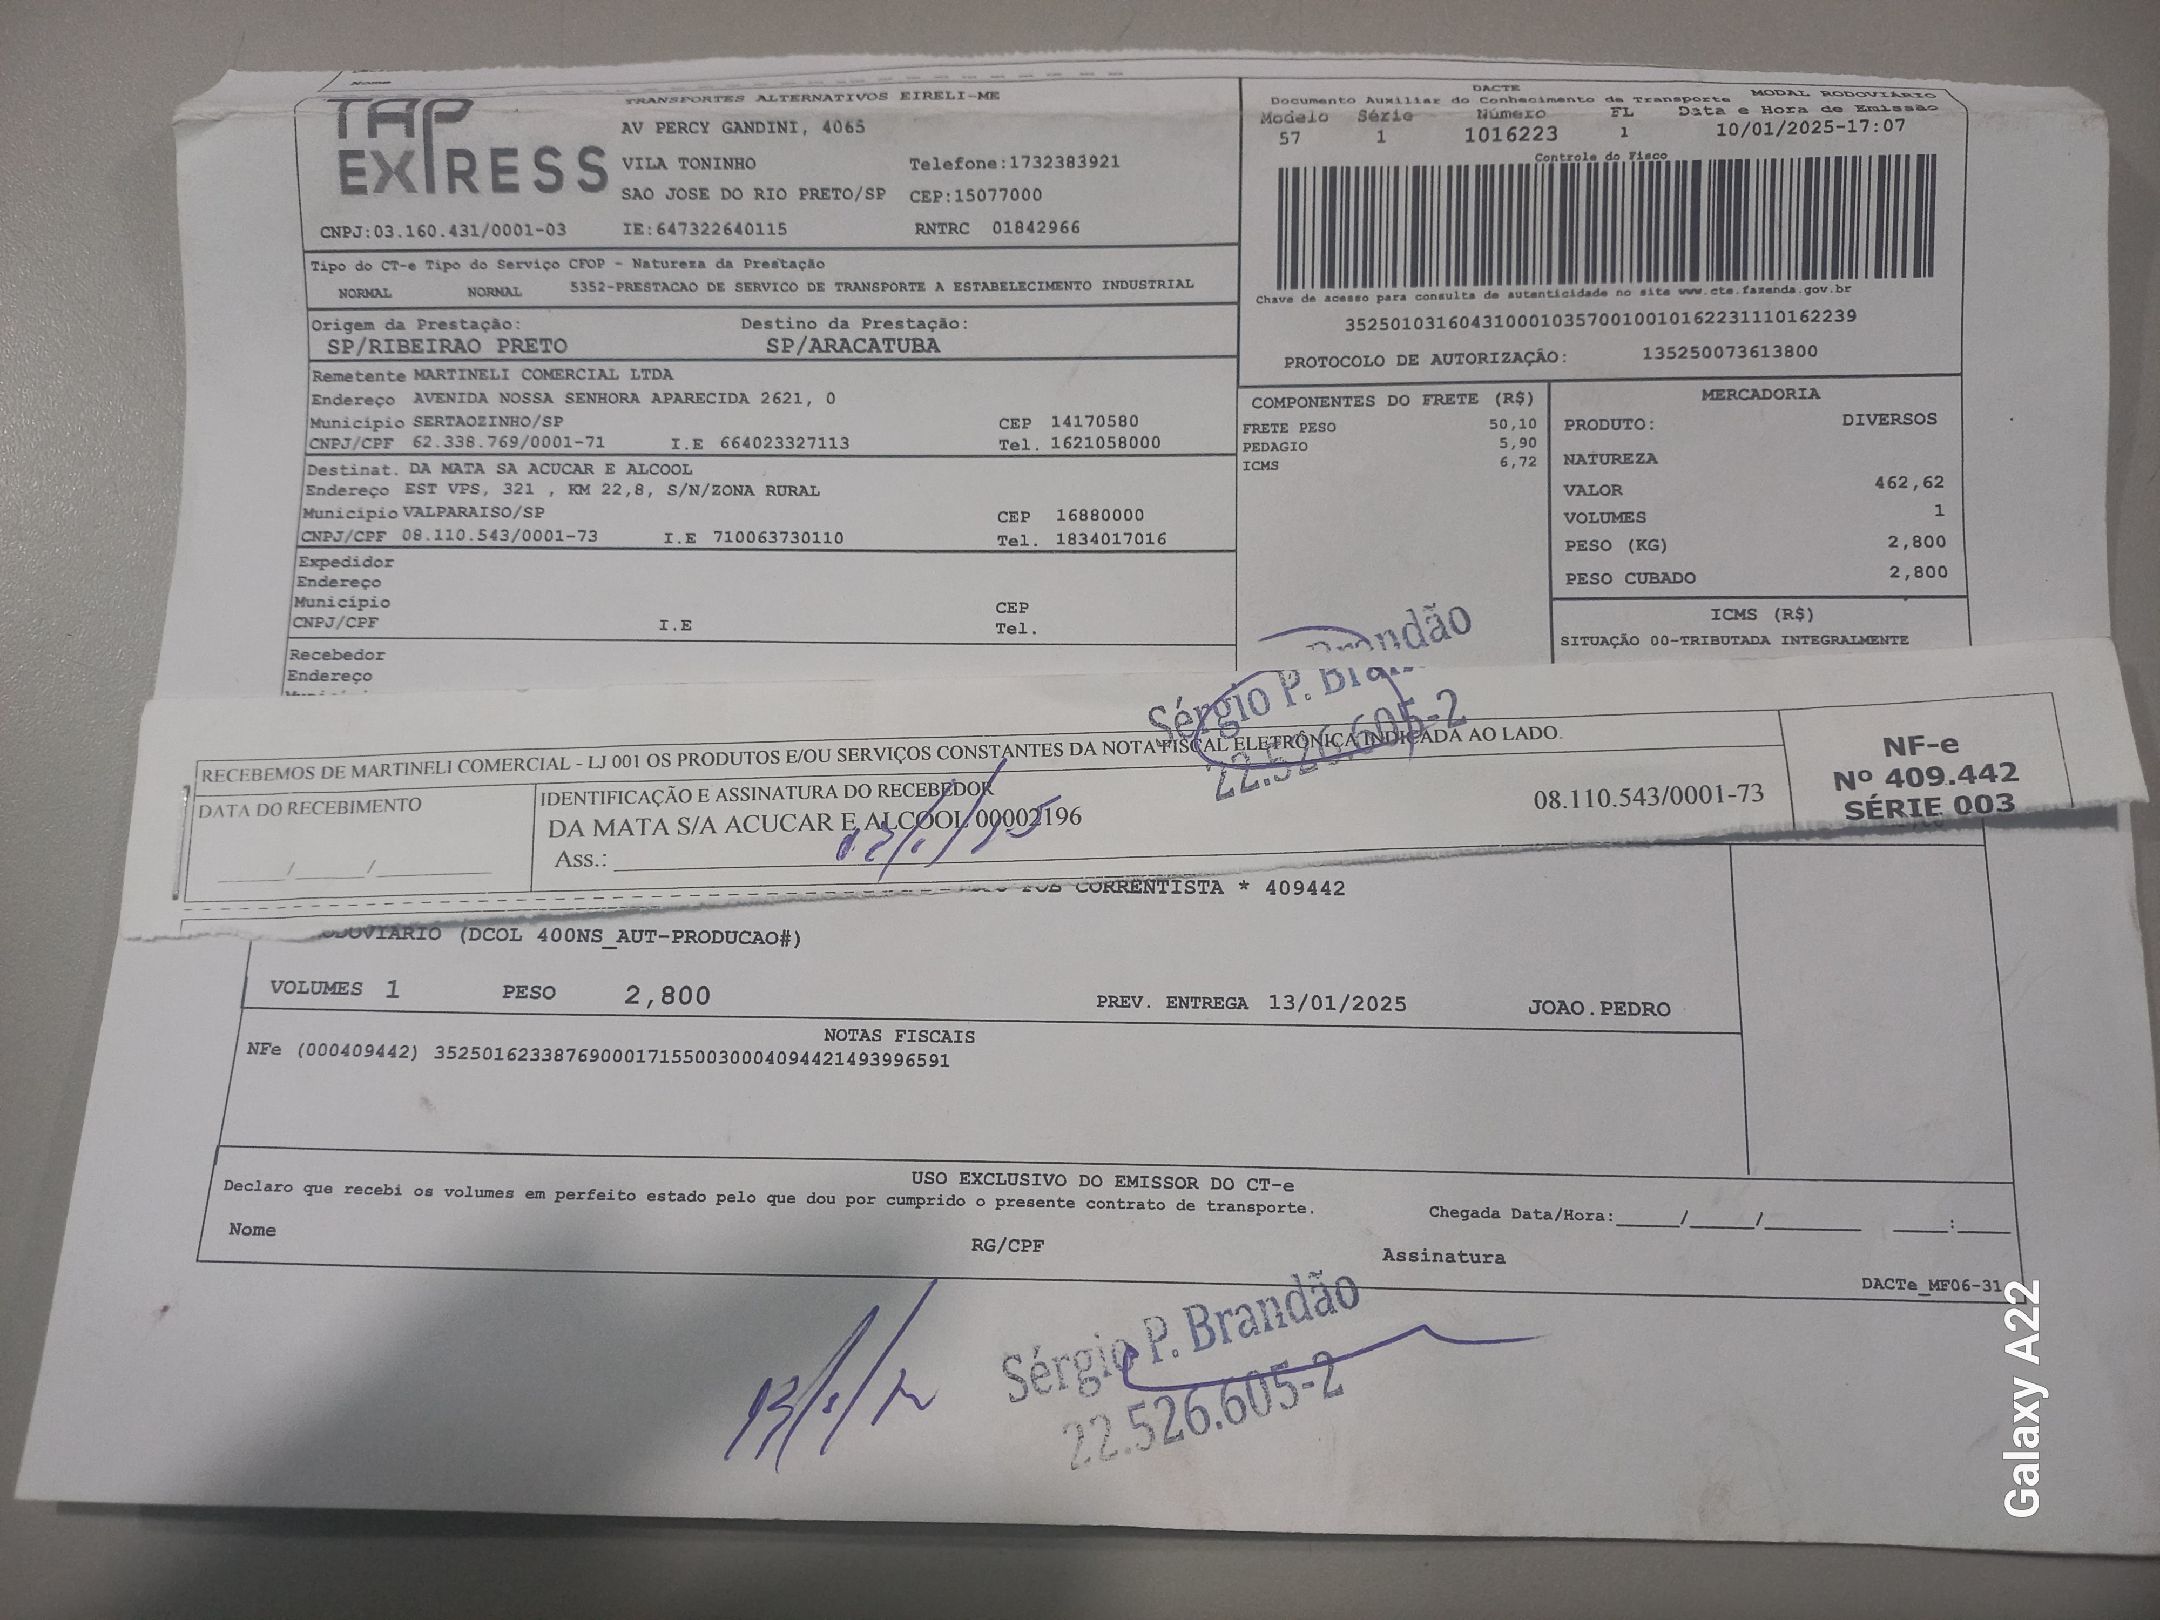 TAP EXPRESS
TRANSPORTES ALTERNATIVOS EIRELI-ME
AV PERCY GANDINI, 4065
VILA TONINHO Telefone:1732383921
SAO JOSE DO RIO PRETO/SP CEP:15077000
CNPJ:03.160.431/0001-03 IE:647322640115 RNTRC 01842966
Tipo do CT-e Tipo do Serviço CFOP - Natureza da Prestação
NORMAL NORMAL 5352-PRESTACAO DE SERVICO DE TRANSPORTE A ESTABELECIMENTO INDUSTRIAL
Origem da Prestação: Destino da Prestação:
SP/RIBEIRAO PRETO SP/ARACATUBA
Remetente MARTINELI COMERCIAL LTDA
Endereço AVENIDA NOSSA SENHORA APARECIDA 2621, 0
Município SERTAOZINHO/SP CEP 14170580
CNPJ/CPF 62.338.769/0001-71 I.E 664023327113 Tel. 1621058000
Destinat. DA MATA SA ACUCAR E ALCOOL
Endereço EST VPS, 321 , KM 22,8, S/N/ZONA RURAL
Município VALPARAISO/SP CEP 16880000
CNPJ/CPF 08.110.543/0001-73 I.E 710063730110 Tel. 1834017016
Expedidor
Endereço
Município CEP
CNPJ/CPF I.E Tel.
Recebedor
Endereço
DACTE MODAL RODOVIÁRIO
Documento Auxiliar do Conhecimento de Transporte
Modelo Série Número FL Data e Hora de Emissão
57 1 1016223 1 10/01/2025-17:07
Controle do Fisco
Chave de acesso para consulta de autenticidade no site www.cte.fazenda.gov.br
35250103160431000103570010010162231110162239
PROTOCOLO DE AUTORIZAÇÃO: 135250073613800
COMPONENTES DO FRETE (R$)
FRETE PESO 50,10
PEDAGIO 5,90
ICMS 6,72
MERCADORIA
PRODUTO: DIVERSOS
NATUREZA
VALOR 462,62
VOLUMES 1
PESO (KG) 2,800
PESO CUBADO 2,800
ICMS (R$)
SITUAÇÃO 00-TRIBUTADA INTEGRALMENTE
Sérgio P. Brandão
22.526.605-2
RECEBEMOS DE MARTINELI COMERCIAL - LJ 001 OS PRODUTOS E/OU SERVIÇOS CONSTANTES DA NOTA FISCAL ELETRÔNICA INDICADA AO LADO.
DATA DO RECEBIMENTO
IDENTIFICAÇÃO E ASSINATURA DO RECEBEDOR
DA MATA S/A ACUCAR E ALCOOL 00002196 08.110.543/0001-73
Ass.:
NF-e
Nº 409.442
SÉRIE 003
CORRENTISTA * 409442
(DCOL 400NS_AUT-PRODUCAO#)
VOLUMES 1 PESO 2,800 PREV. ENTREGA 13/01/2025 JOAO.PEDRO
NOTAS FISCAIS
NFe (000409442) 35250162338769000171550030004094421493996591
USO EXCLUSIVO DO EMISSOR DO CT-e
Declaro que recebi os volumes em perfeito estado pelo que dou por cumprido o presente contrato de transporte.
Chegada Data/Hora:_____/_____/________ ____:____
Nome RG/CPF Assinatura
DACTe_MF06-31
Sérgio P. Brandão
22.526.605-2
Galaxy A22